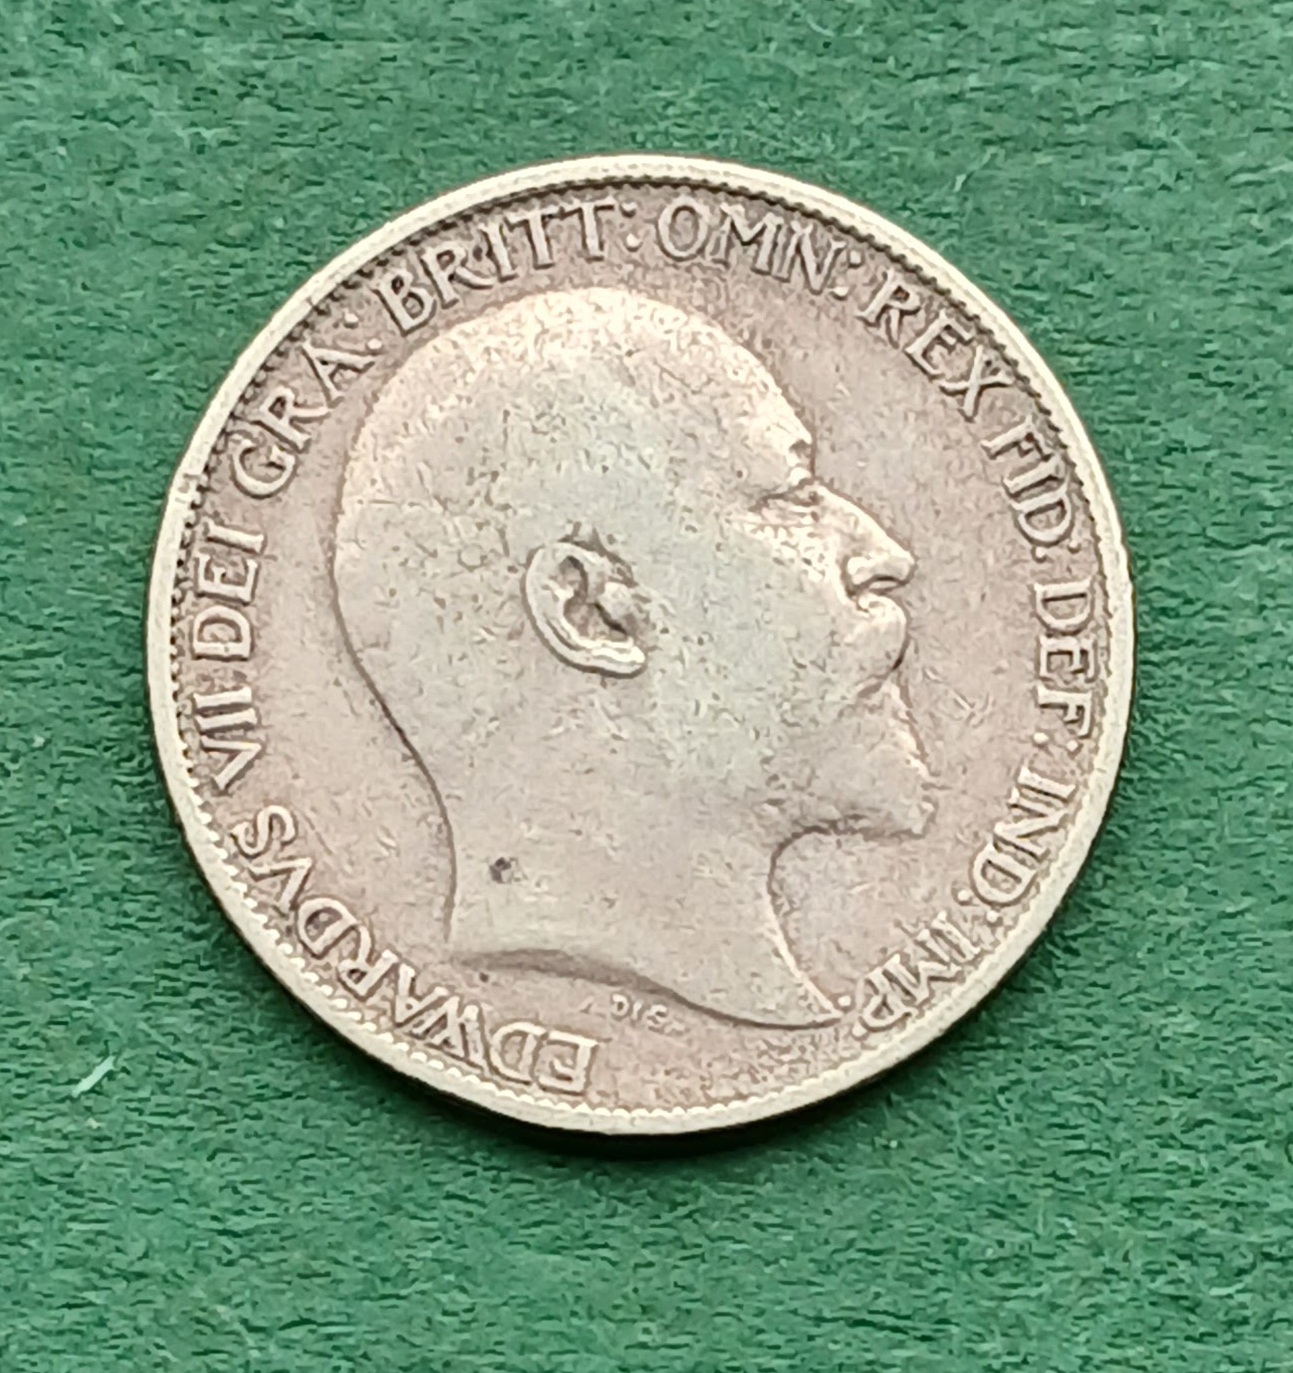 EDWARDVS VII DEI GRA: BRITT: OMN: REX FID: DEF: IND: IMP: